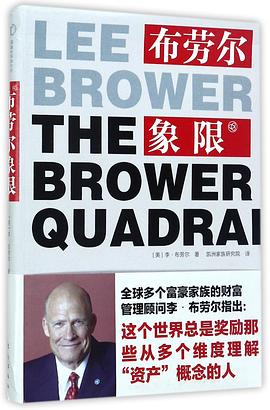 LEE
布劳尔
BROWER
THE
象限
BROWER
QUADRAI
[美] 李·布劳尔 著 凯洲家族研究院 译
全球多个富豪家族的财富
管理顾问李·布劳尔指出:
这个世界总是奖励那
些从多个维度理解
“资产”概念的人
布劳尔象限